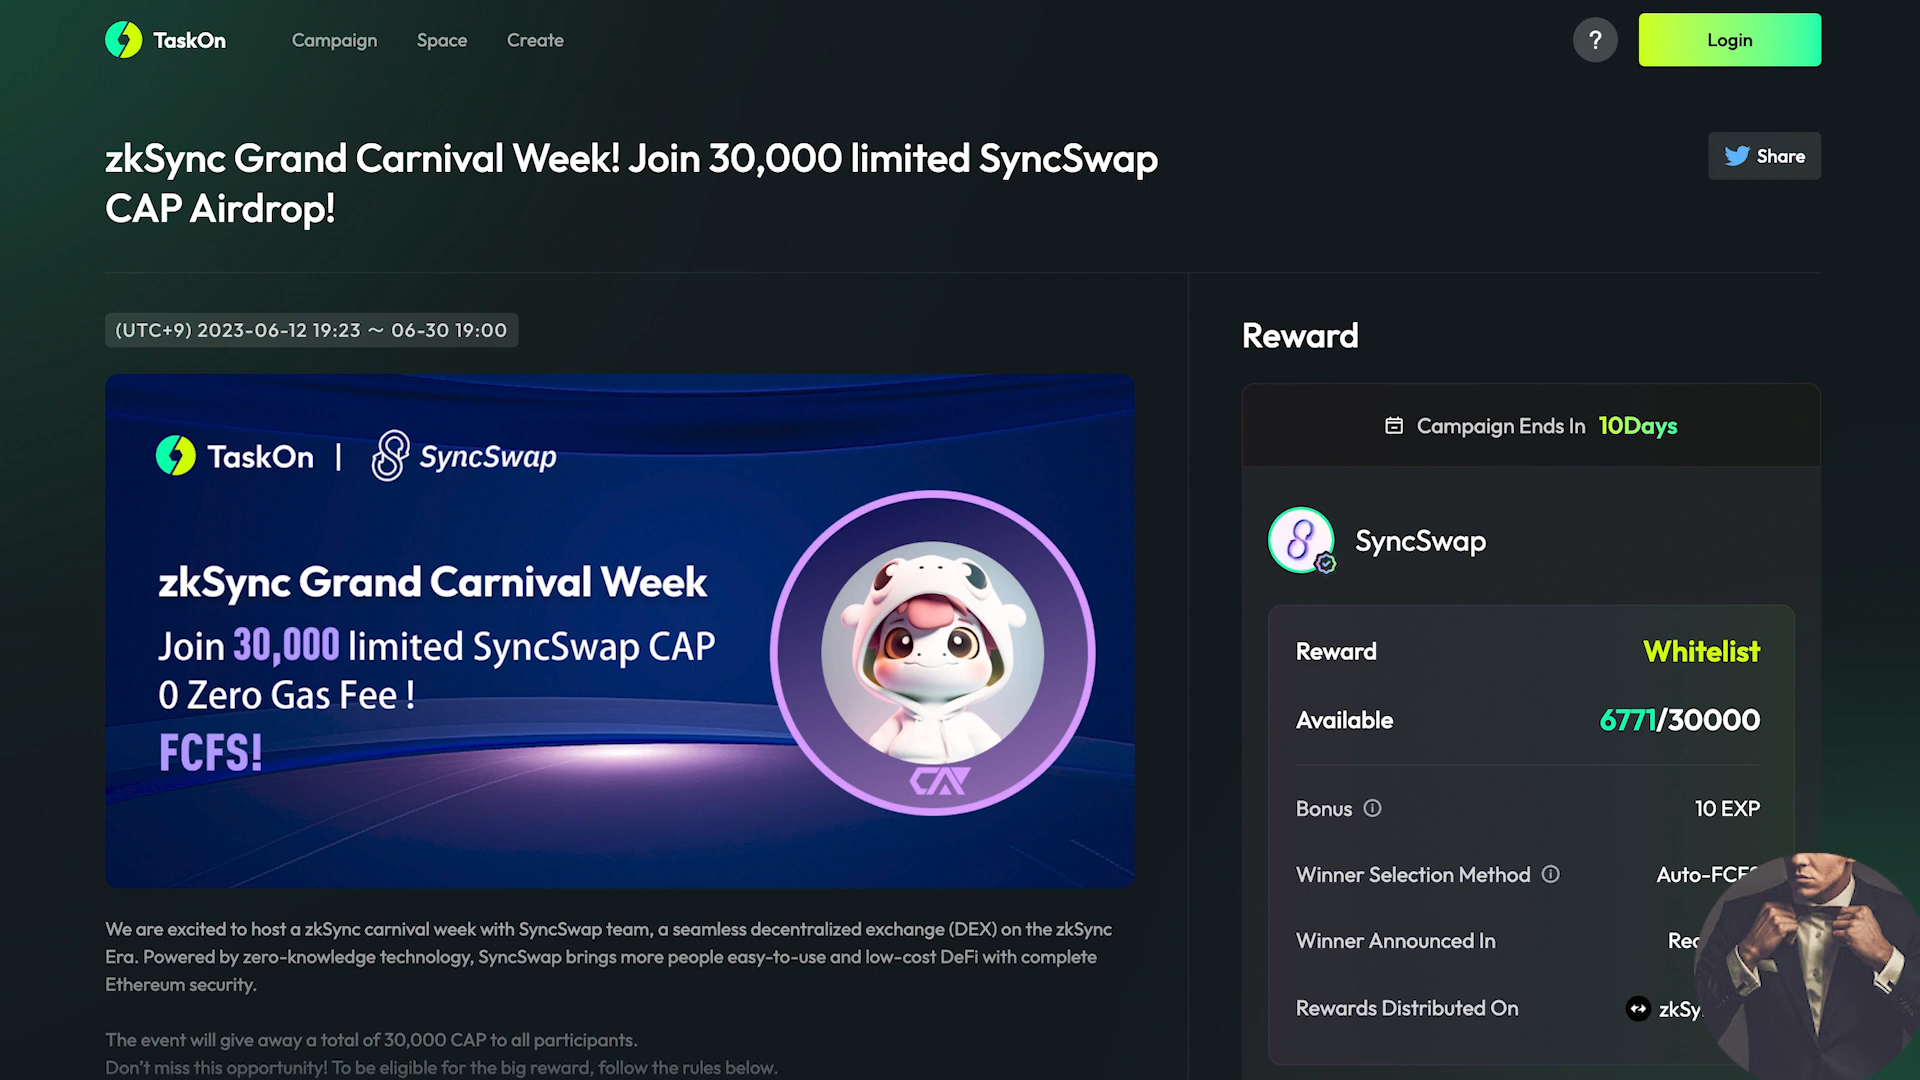 TaskOn
Campaign
Space
Create
?
Login
zkSync Grand Carnival Week! Join 30,000 limited SyncSwap
CAP Airdrop!
Share
(UTC+9) 2023-06-12 19:23 ～ 06-30 19:00
TaskOn | SyncSwap
zkSync Grand Carnival Week
Join 30,000 limited SyncSwap CAP
0 Zero Gas Fee !
FCFS!
We are excited to host a zkSync carnival week with SyncSwap team, a seamless decentralized exchange (DEX) on the zkSync
Era. Powered by zero-knowledge technology, SyncSwap brings more people easy-to-use and low-cost DeFi with complete
Ethereum security.
The event will give away a total of 30,000 CAP to all participants.
Don't miss this opportunity! To be eligible for the big reward, follow the rules below.
Reward
Campaign Ends In 10Days
SyncSwap
Reward Whitelist
Available 6771/30000
Bonus 10 EXP
Winner Selection Method Auto-FCFS
Winner Announced In
Rewards Distributed On